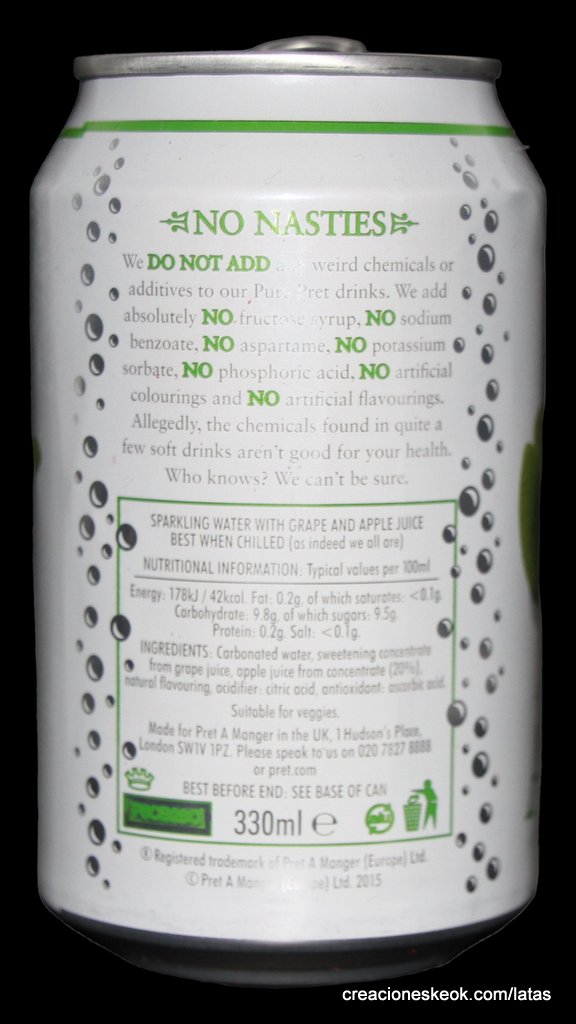 NO NASTIES
We DO NOT ADD any weird chemicals or
additives to our Pure Pret drinks. We add
absolutely NO fructose syrup, NO sodium
benzoate, NO aspartame, NO potassium
sorbate, NO phosphoric acid, NO artificial
colourings and NO artificial flavourings.
Allegedly, the chemicals found in quite a
few soft drinks aren't good for your health.
Who knows? We can't be sure.
SPARKLING WATER WITH GRAPE AND APPLE JUICE
BEST WHEN CHILLED (as indeed we all are)
NUTRITIONAL INFORMATION: Typical values per 100ml
Energy: 178kJ / 42kcal. Fat: 0.2g, of which saturates: <0.1g.
Carbohydrate: 9.8g, of which sugars: 9.5g.
Protein: 0.2g. Salt: <0.1g.
INGREDIENTS: Carbonated water, sweetening concentrate
from grape juice, apple juice from concentrate (20%),
natural flavouring, acidifier: citric acid, antioxidant: ascorbic acid.
Suitable for veggies.
Made for Pret A Manger in the UK, 1 Hudson's Place,
London SW1V 1PZ. Please speak to us on 020 7827 8888
or pret.com
BEST BEFORE END: SEE BASE OF CAN
330ml e
® Registered trademark of Pret A Manger (Europe) Ltd.
© Pret A Manger (Europe) Ltd. 2015
creacioneskeok.com/latas